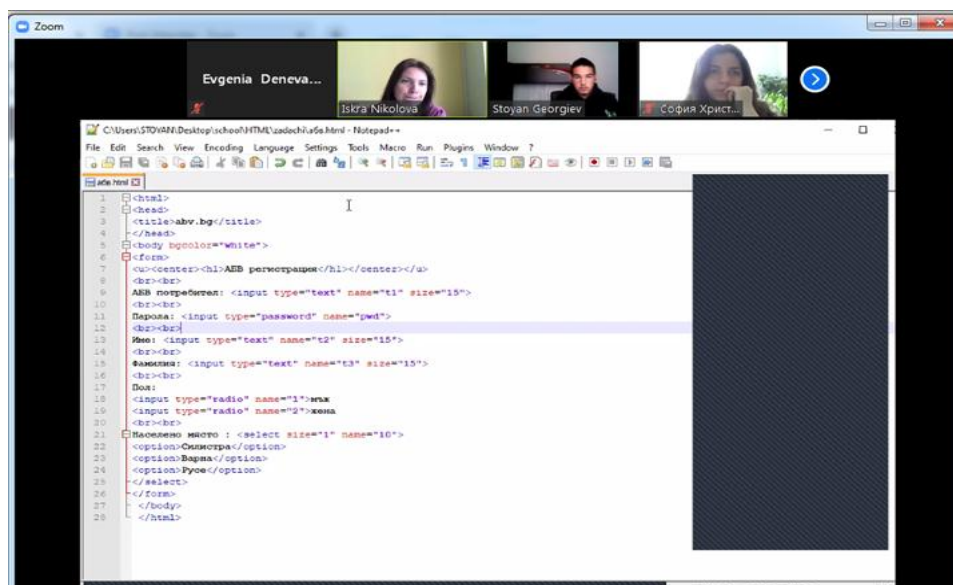 Zoom
Evgenia Deneva...
Iskra Nikolova
Stoyan Georgiev
София Христ...
C:\Users\STOYAN\Desktop\school\HTML\zadachi\абв.html - Notepad++
File Edit Search View Encoding Language Settings Tools Macro Run Plugins Window ?
абв.html
1 <html>
2 <head>
3 <title>abv.bg</title>
4 </head>
5 <body bgcolor="white">
6 <form>
7 <u><center><h1>АБВ регистрация</h1></center></u>
8 <br><br>
9 АБВ потребител: <input type="text" name="t1" size="15">
10 <br><br>
11 Парола: <input type="password" name="pwd">
12 <br><br>
13 Име: <input type="text" name="t2" size="15">
14 <br><br>
15 Фамилия: <input type="text" name="t3" size="15">
16 <br><br>
17 Пол:
18 <input type="radio" name="1">мъж
19 <input type="radio" name="2">жена
20 <br><br>
21 Населено място : <select size="1" name="10">
22 <option>Силистра</option>
23 <option>Варна</option>
24 <option>Русе</option>
25 </select>
26 </form>
27 </body>
28 </html>